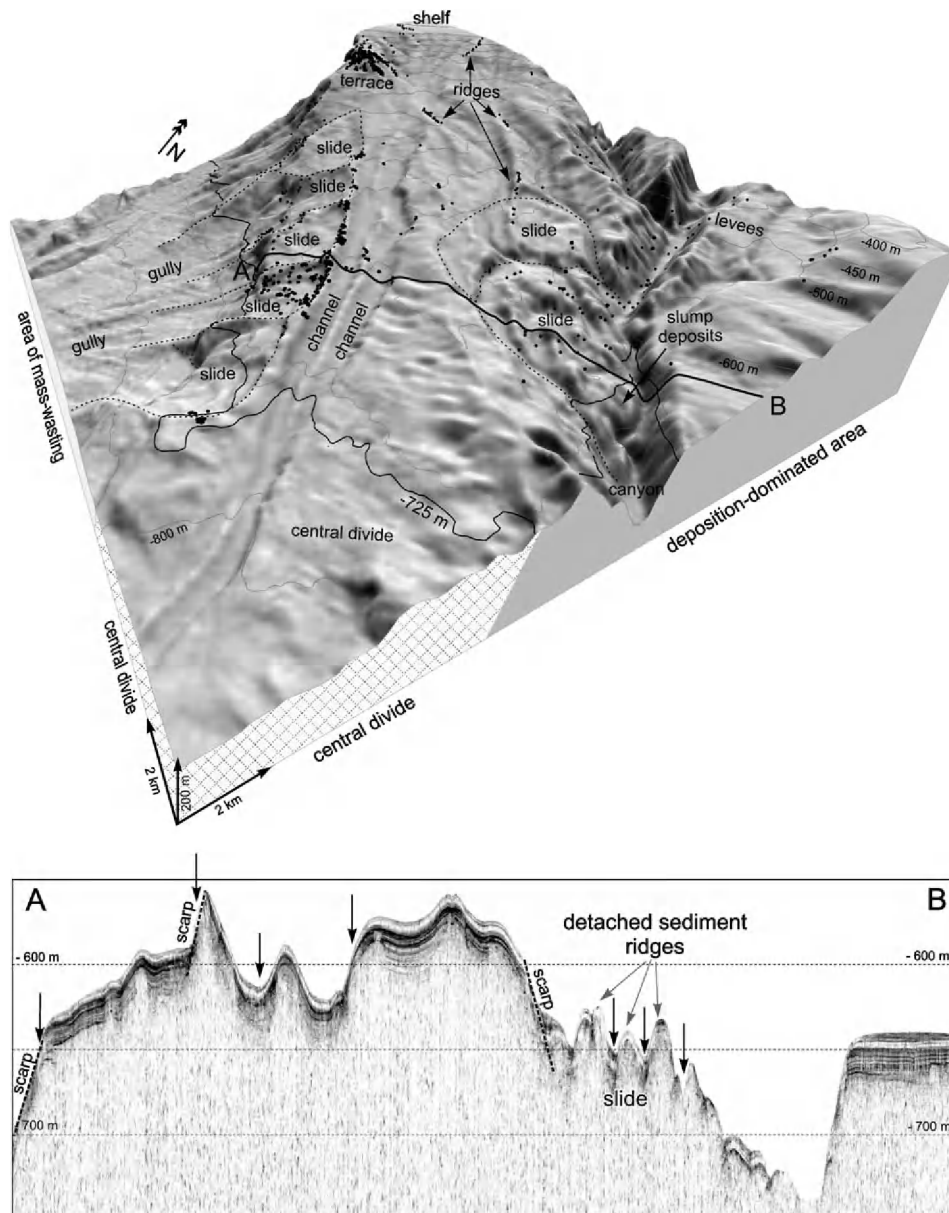 shelf
terrace
ridges
N
slide
slide
slide
levees
-400 m
-450 m
-500 m
slide
gully
A
slide
slide
slump
deposits
gully
channel
channel
-600 m
slide
B
area of mass-wasting
canyon
-725 m
-800 m
central divide
deposition-dominated area
central divide
central divide
2 km
200 m
2 km
A
B
scarp
detached sediment
ridges
- 600 m
- 600 m
scarp
scarp
slide
- 700 m
- 700 m